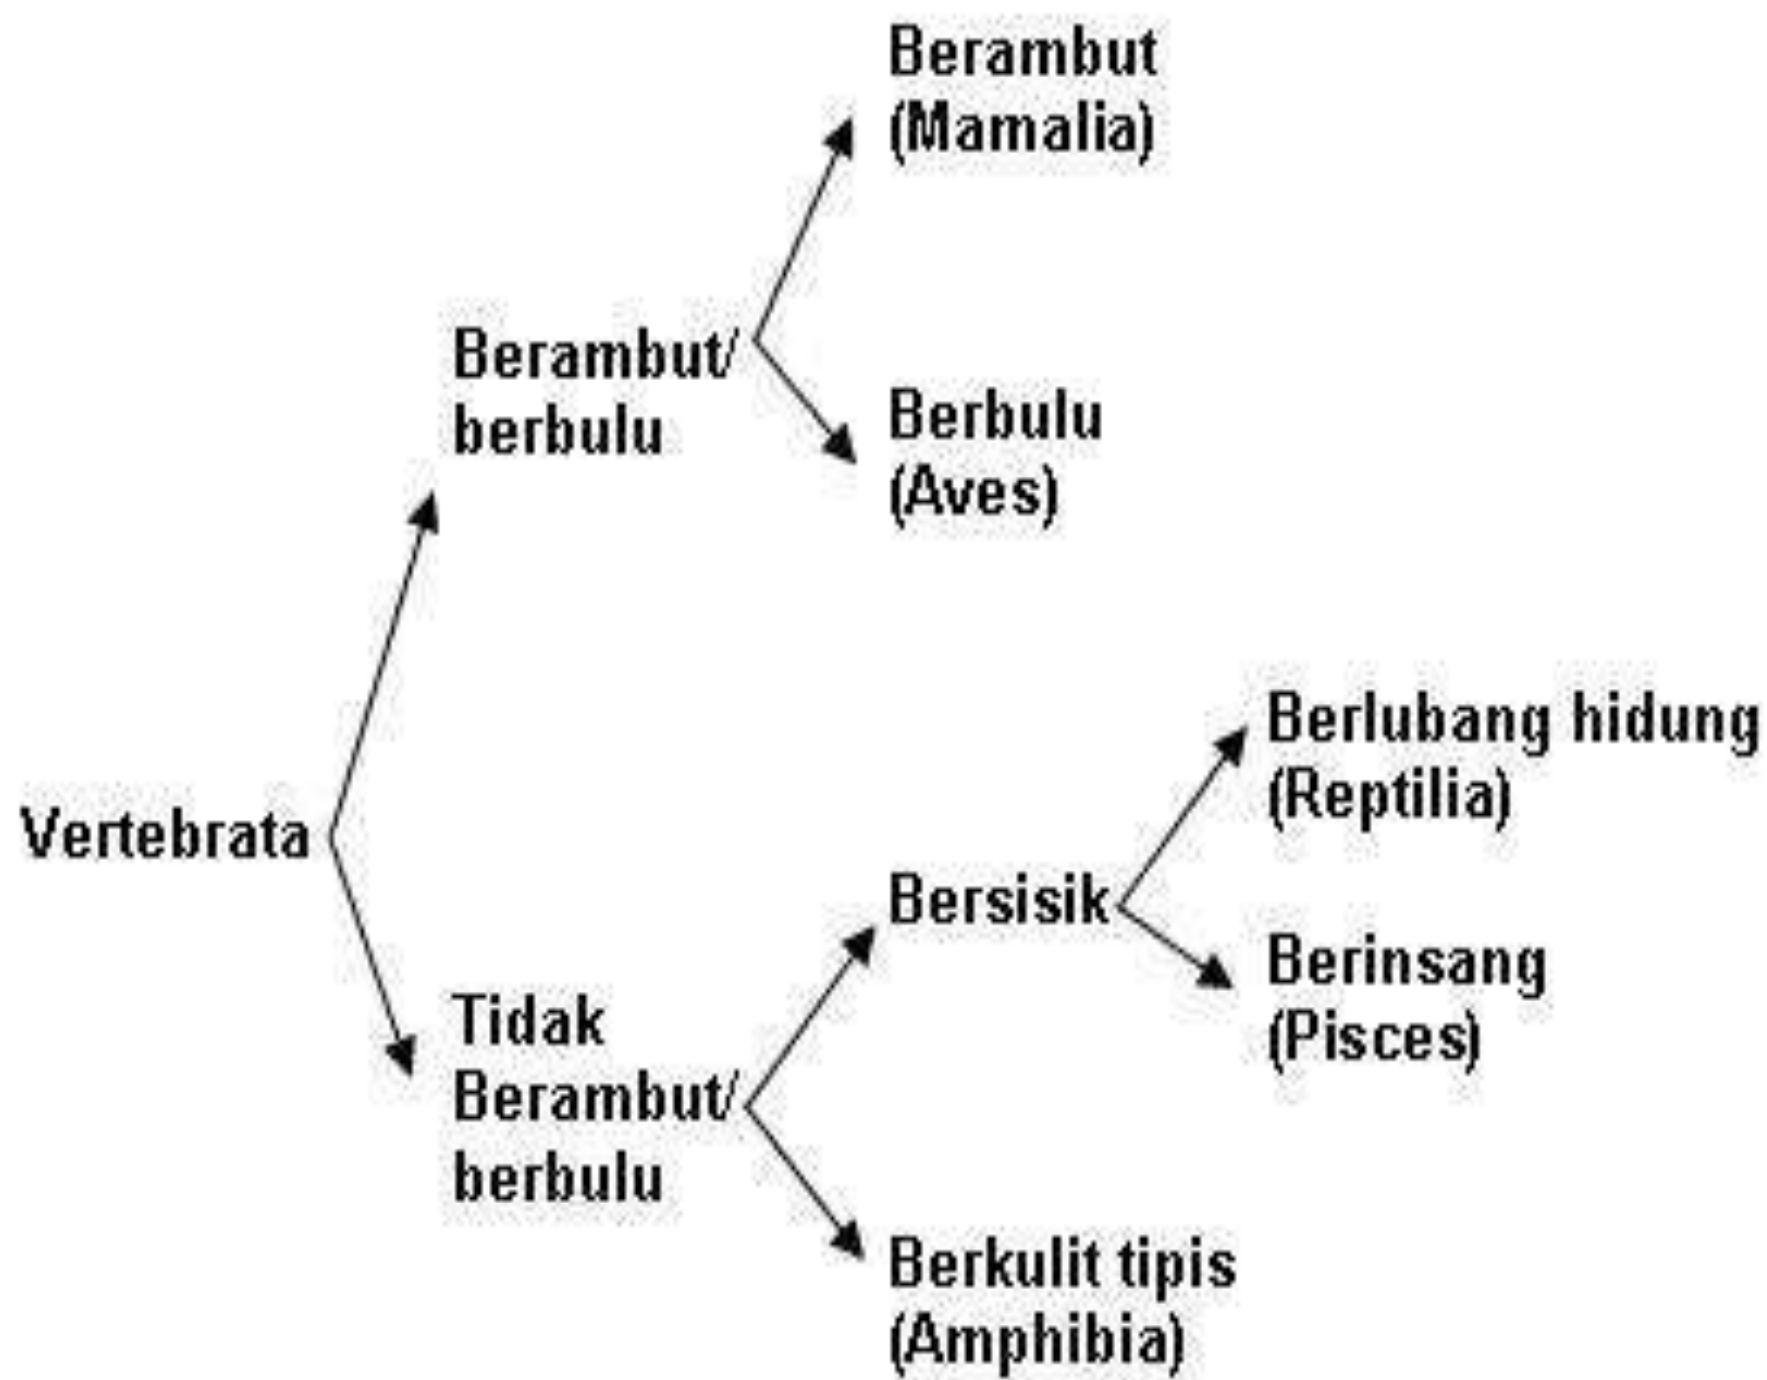 Berambut
(Mamalia)
Berambut/
berbulu
Berbulu
(Aves)
Vertebrata
Berlubang hidung
(Reptilia)
Bersisik
Berinsang
(Pisces)
Tidak
Berambut/
berbulu
Berkulit tipis
(Amphibia)